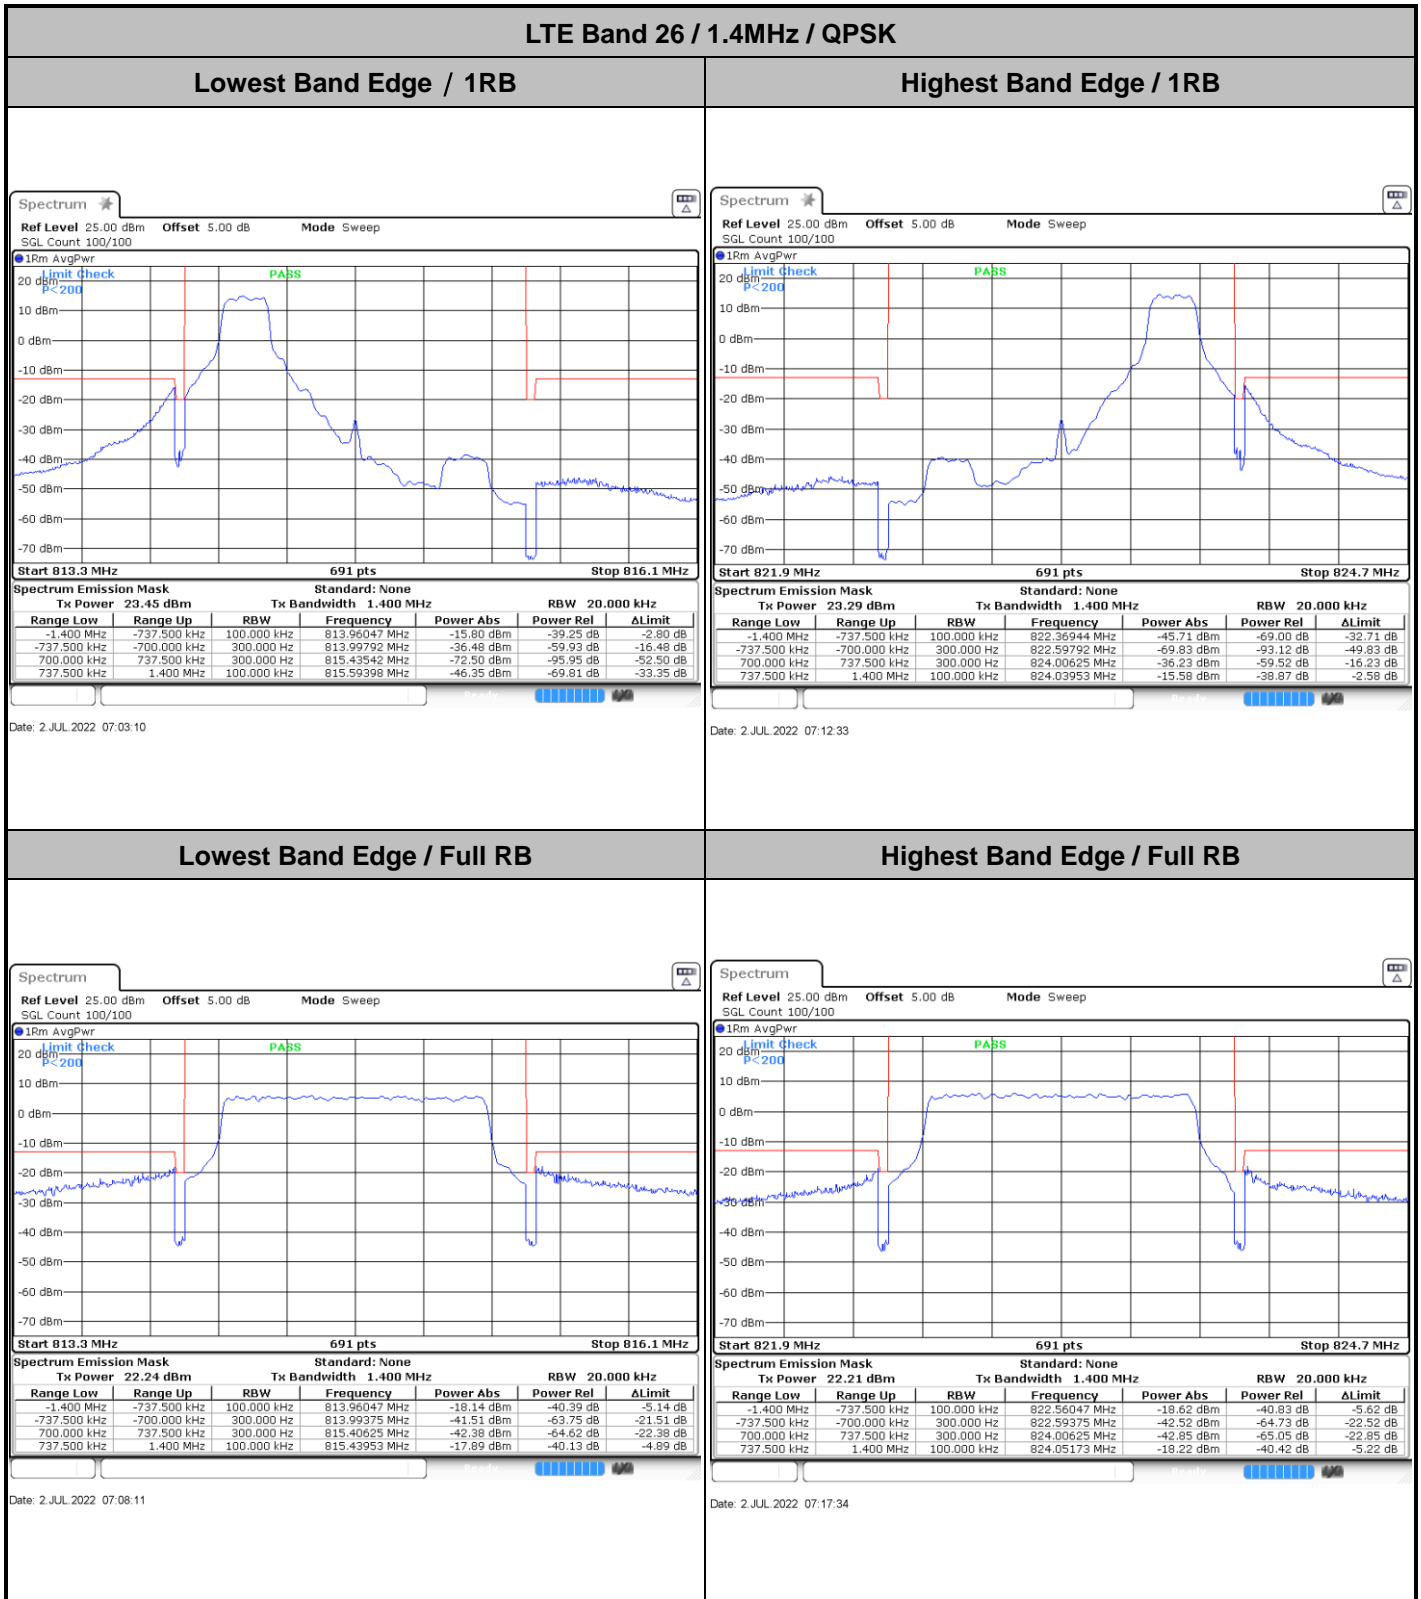 LTE Band 26 / 1.4MHz / QPSK
Lowest Band Edge / 1RB
Highest Band Edge / 1RB
Spectrum
Ref Level 25.00 dBm Offset 5.00 dB Mode Sweep
SGL Count 100/100
1Rm AvgPwr
Limit Check PASS
P<200
20 dBm
10 dBm
0 dBm
-10 dBm
-20 dBm
-30 dBm
-40 dBm
-50 dBm
-60 dBm
-70 dBm
Start 813.3 MHz 691 pts Stop 816.1 MHz
Spectrum Emission Mask Standard: None
Tx Power 23.45 dBm Tx Bandwidth 1.400 MHz RBW 20.000 kHz
Range Low Range Up RBW Frequency Power Abs Power Rel ΔLimit
-1.400 MHz -737.500 kHz 100.000 kHz 813.96047 MHz -15.80 dBm -39.25 dB -2.80 dB
-737.500 kHz -700.000 kHz 300.000 Hz 813.99792 MHz -36.48 dBm -59.93 dB -16.48 dB
700.000 kHz 737.500 kHz 300.000 Hz 815.43542 MHz -72.50 dBm -95.95 dB -52.50 dB
737.500 kHz 1.400 MHz 100.000 kHz 815.59398 MHz -46.35 dBm -69.81 dB -33.35 dB
Ready
Date: 2.JUL.2022 07:03:10
Spectrum
Ref Level 25.00 dBm Offset 5.00 dB Mode Sweep
SGL Count 100/100
1Rm AvgPwr
Limit Check PASS
P<200
20 dBm
10 dBm
0 dBm
-10 dBm
-20 dBm
-30 dBm
-40 dBm
-50 dBm
-60 dBm
-70 dBm
Start 821.9 MHz 691 pts Stop 824.7 MHz
Spectrum Emission Mask Standard: None
Tx Power 23.29 dBm Tx Bandwidth 1.400 MHz RBW 20.000 kHz
Range Low Range Up RBW Frequency Power Abs Power Rel ΔLimit
-1.400 MHz -737.500 kHz 100.000 kHz 822.36944 MHz -45.71 dBm -69.00 dB -32.71 dB
-737.500 kHz -700.000 kHz 300.000 Hz 822.59792 MHz -69.83 dBm -93.12 dB -49.83 dB
700.000 kHz 737.500 kHz 300.000 Hz 824.00625 MHz -36.23 dBm -59.52 dB -16.23 dB
737.500 kHz 1.400 MHz 100.000 kHz 824.03953 MHz -15.58 dBm -38.87 dB -2.58 dB
Ready
Date: 2.JUL.2022 07:12:33
Lowest Band Edge / Full RB
Highest Band Edge / Full RB
Spectrum
Ref Level 25.00 dBm Offset 5.00 dB Mode Sweep
SGL Count 100/100
1Rm AvgPwr
Limit Check PASS
P<200
20 dBm
10 dBm
0 dBm
-10 dBm
-20 dBm
-30 dBm
-40 dBm
-50 dBm
-60 dBm
-70 dBm
Start 813.3 MHz 691 pts Stop 816.1 MHz
Spectrum Emission Mask Standard: None
Tx Power 22.24 dBm Tx Bandwidth 1.400 MHz RBW 20.000 kHz
Range Low Range Up RBW Frequency Power Abs Power Rel ΔLimit
-1.400 MHz -737.500 kHz 100.000 kHz 813.96047 MHz -18.14 dBm -40.39 dB -5.14 dB
-737.500 kHz -700.000 kHz 300.000 Hz 813.99375 MHz -41.51 dBm -63.75 dB -21.51 dB
700.000 kHz 737.500 kHz 300.000 Hz 815.40625 MHz -42.38 dBm -64.62 dB -22.38 dB
737.500 kHz 1.400 MHz 100.000 kHz 815.43953 MHz -17.89 dBm -40.13 dB -4.89 dB
Ready
Date: 2.JUL.2022 07:08:11
Spectrum
Ref Level 25.00 dBm Offset 5.00 dB Mode Sweep
SGL Count 100/100
1Rm AvgPwr
Limit Check PASS
P<200
20 dBm
10 dBm
0 dBm
-10 dBm
-20 dBm
-30 dBm
-40 dBm
-50 dBm
-60 dBm
-70 dBm
Start 821.9 MHz 691 pts Stop 824.7 MHz
Spectrum Emission Mask Standard: None
Tx Power 22.21 dBm Tx Bandwidth 1.400 MHz RBW 20.000 kHz
Range Low Range Up RBW Frequency Power Abs Power Rel ΔLimit
-1.400 MHz -737.500 kHz 100.000 kHz 822.56047 MHz -18.62 dBm -40.83 dB -5.62 dB
-737.500 kHz -700.000 kHz 300.000 Hz 822.59375 MHz -42.52 dBm -64.73 dB -22.52 dB
700.000 kHz 737.500 kHz 300.000 Hz 824.00625 MHz -42.85 dBm -65.05 dB -22.85 dB
737.500 kHz 1.400 MHz 100.000 kHz 824.05173 MHz -18.22 dBm -40.42 dB -5.22 dB
Ready
Date: 2.JUL.2022 07:17:34